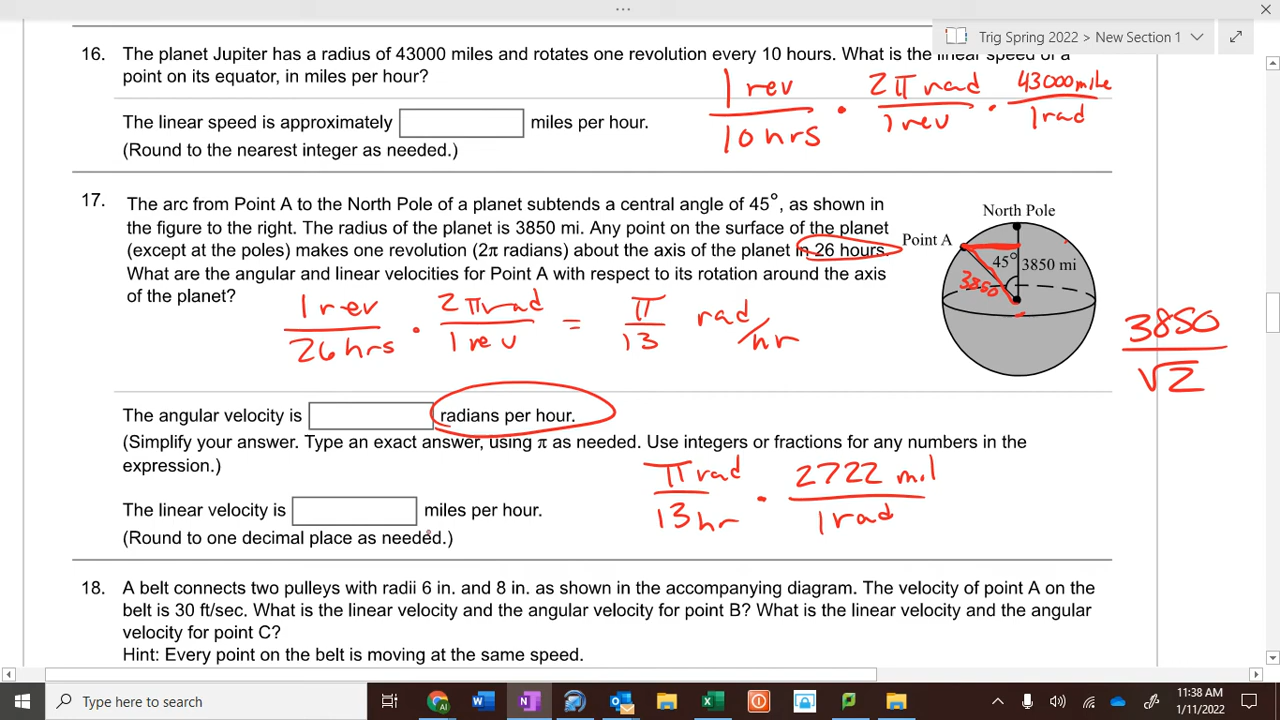 Trig Spring 2022 > New Section 1
16. The planet Jupiter has a radius of 43000 miles and rotates one revolution every 10 hours. What is the linear speed of a
point on its equator, in miles per hour?
1 rev / 10 hrs · 2π rad / 1 rev · 43000 mile / 1 rad
The linear speed is approximately miles per hour.
(Round to the nearest integer as needed.)
17. The arc from Point A to the North Pole of a planet subtends a central angle of 45°, as shown in
the figure to the right. The radius of the planet is 3850 mi. Any point on the surface of the planet
(except at the poles) makes one revolution (2π radians) about the axis of the planet in 26 hours.
What are the angular and linear velocities for Point A with respect to its rotation around the axis
of the planet?
North Pole
Point A
45° 3850 mi
3850
3850 / √2
1 rev / 26 hrs · 2π rad / 1 rev = π / 13 rad/hr
The angular velocity is radians per hour.
(Simplify your answer. Type an exact answer, using π as needed. Use integers or fractions for any numbers in the
expression.)
π rad / 13 hr · 2722 mil / 1 rad
The linear velocity is miles per hour.
(Round to one decimal place as needed.)
18. A belt connects two pulleys with radii 6 in. and 8 in. as shown in the accompanying diagram. The velocity of point A on the
belt is 30 ft/sec. What is the linear velocity and the angular velocity for point B? What is the linear velocity and the angular
velocity for point C?
Hint: Every point on the belt is moving at the same speed.
Type here to search
11:38 AM
1/11/2022